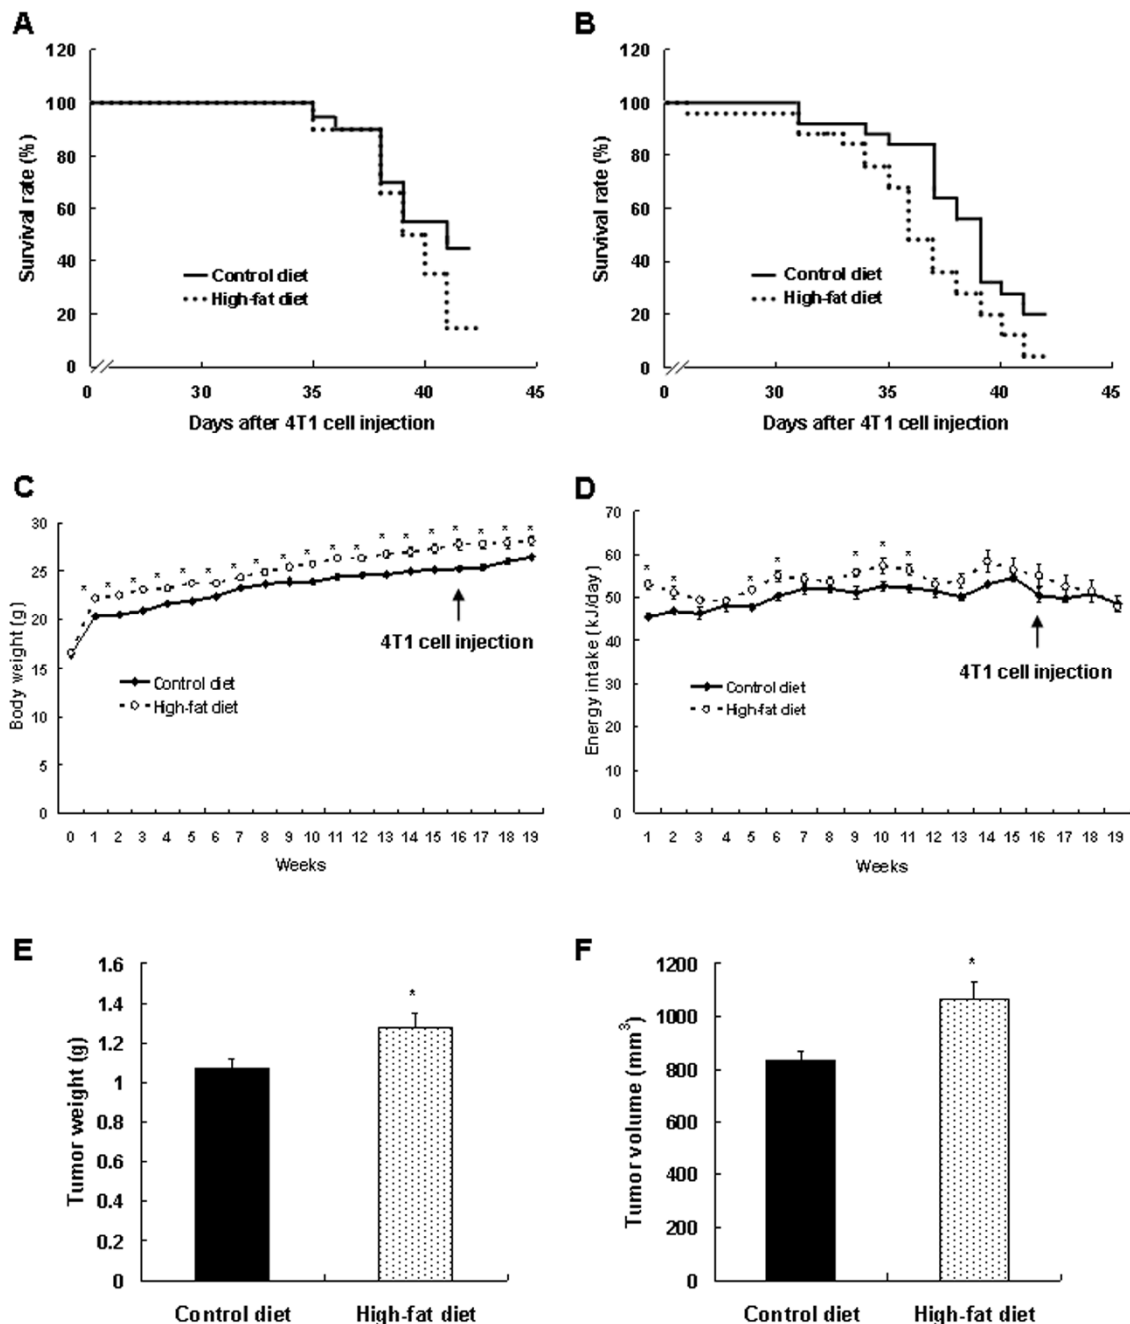 A
120
100
80
60
40
20
0
Survival rate (%)
Control diet
High-fat diet
0 30 35 40 45
Days after 4T1 cell injection
B
120
100
80
60
40
20
0
Survival rate (%)
Control diet
High-fat diet
0 30 35 40 45
Days after 4T1 cell injection
C
30
25
20
15
10
5
0
Body weight (g)
* * * * * * * * * * * * * * * * * * *
4T1 cell injection
Control diet
High-fat diet
0 1 2 3 4 5 6 7 8 9 10 11 12 13 14 15 16 17 18 19
Weeks
D
70
60
50
40
30
20
10
0
Energy intake (kJ/day)
* * * * * * *
4T1 cell injection
Control diet
High-fat diet
1 2 3 4 5 6 7 8 9 10 11 12 13 14 15 16 17 18 19
Weeks
E
1.6
1.4
1.2
1
0.8
0.6
0.4
0.2
0
Tumor weight (g)
*
Control diet High-fat diet
F
1200
1000
800
600
400
200
0
Tumor volume (mm³)
*
Control diet High-fat diet